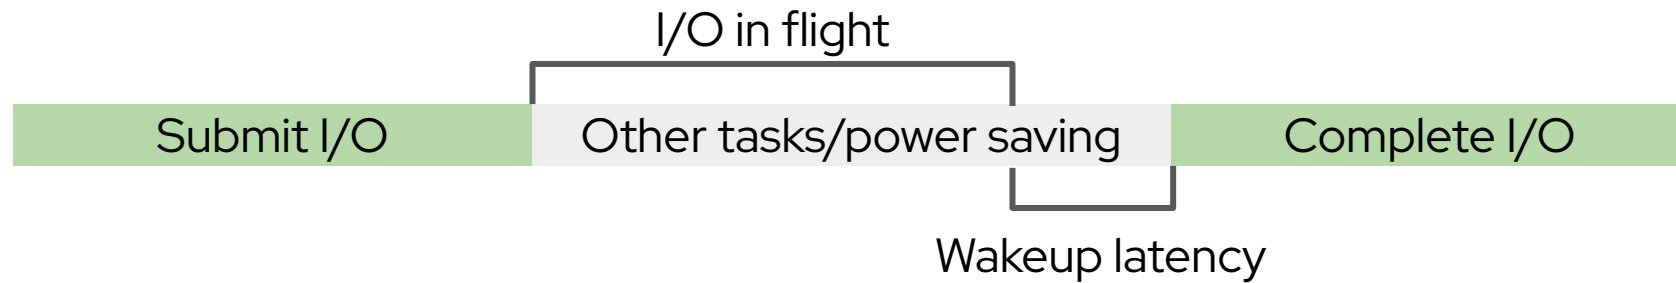 I/O in flight
Submit I/O
Other tasks/power saving
Complete I/O
Wakeup latency